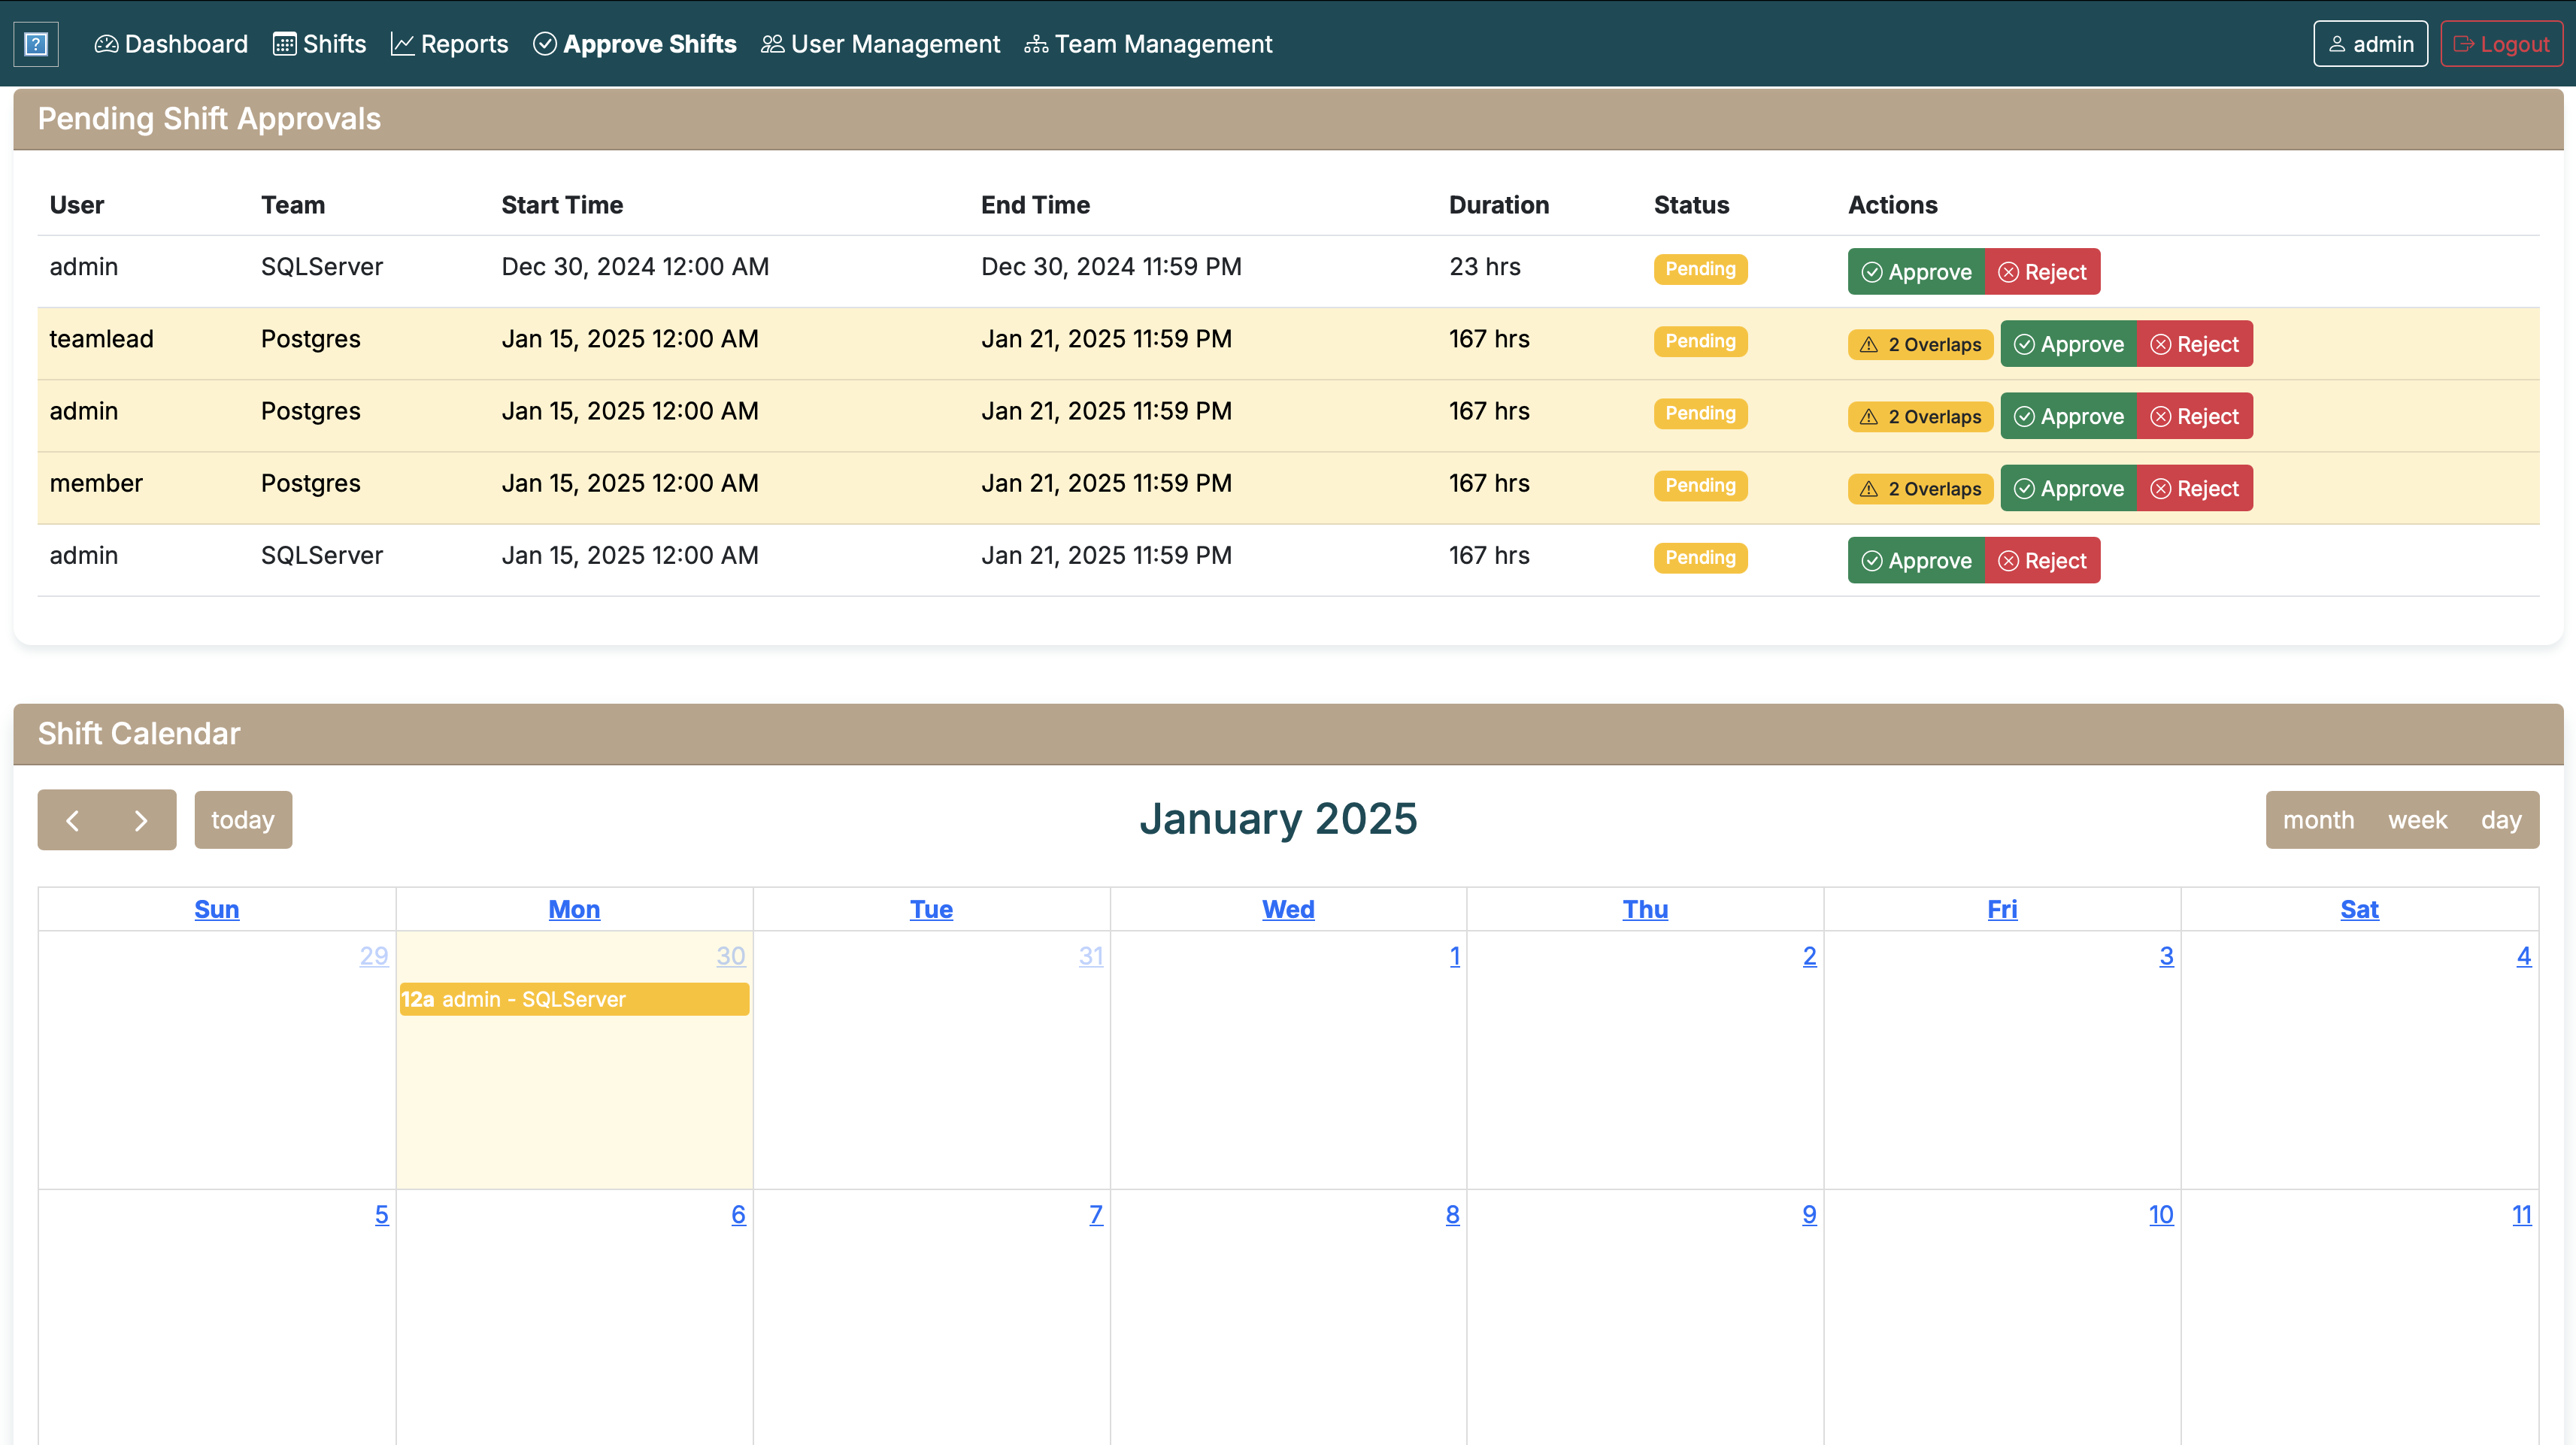 Dashboard Shifts Reports Approve Shifts User Management Team Management admin Logout
Pending Shift Approvals
User Team Start Time End Time Duration Status Actions
admin SQLServer Dec 30, 2024 12:00 AM Dec 30, 2024 11:59 PM 23 hrs Pending Approve Reject
teamlead Postgres Jan 15, 2025 12:00 AM Jan 21, 2025 11:59 PM 167 hrs Pending 2 Overlaps Approve Reject
admin Postgres Jan 15, 2025 12:00 AM Jan 21, 2025 11:59 PM 167 hrs Pending 2 Overlaps Approve Reject
member Postgres Jan 15, 2025 12:00 AM Jan 21, 2025 11:59 PM 167 hrs Pending 2 Overlaps Approve Reject
admin SQLServer Jan 15, 2025 12:00 AM Jan 21, 2025 11:59 PM 167 hrs Pending Approve Reject
Shift Calendar
today January 2025 month week day
Sun Mon Tue Wed Thu Fri Sat
29 30 31 1 2 3 4
12a admin - SQLServer
5 6 7 8 9 10 11